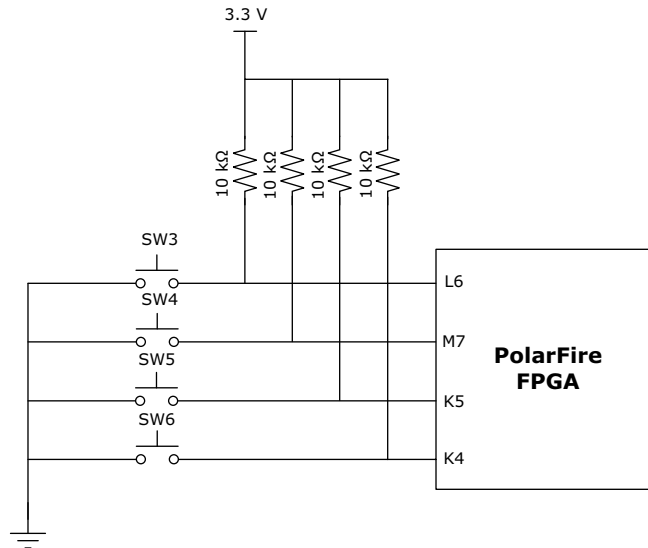 3.3 V
10 kΩ
10 kΩ
10 kΩ
10 kΩ
SW3
L6
SW4
M7
SW5
K5
SW6
K4
PolarFire
FPGA